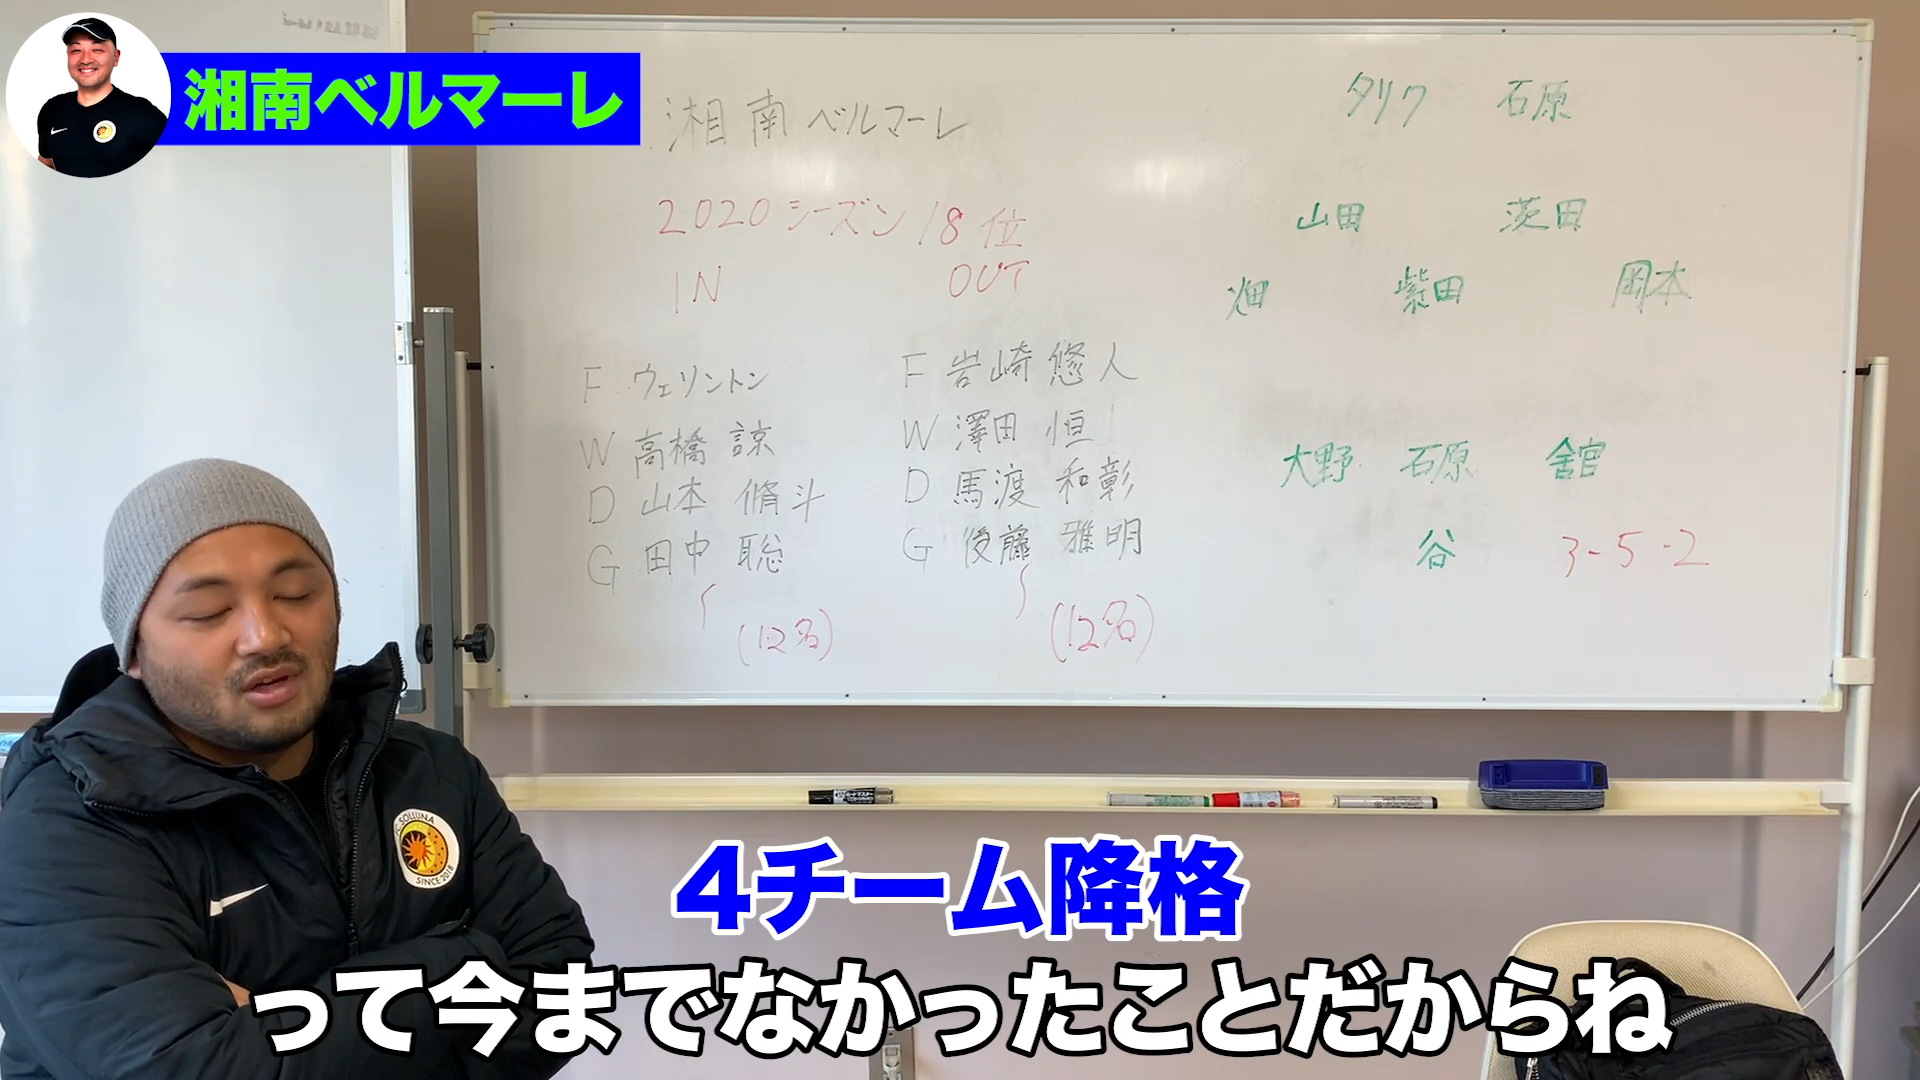 湘南ベルマーレ
湘南ベルマーレ
2020シーズン18位
IN OUT
F ウェリントン
W 高橋 諒
D 山本 脩斗
G 田中 聡
(12名)
F 岩崎 悠人
W 澤田 恒
D 馬渡 和彰
G 後藤 雅明
(12名)
タリク 石原
山田 茨田
畑 柴田 岡本
大野 石原 舘
谷 3-5-2
FC.SOLUNA
SINCE 2018
4チーム降格
って今までなかったことだからね